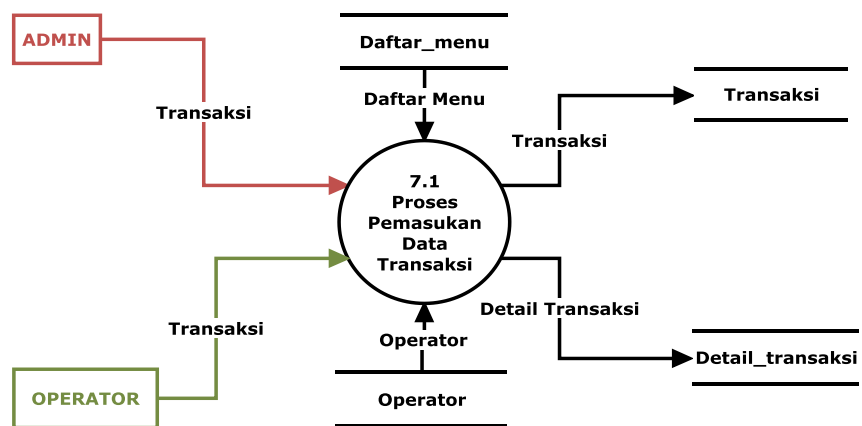 ADMIN
Daftar_menu
Transaksi
Daftar Menu
Transaksi
Transaksi
7.1
Proses
Pemasukan
Data
Transaksi
Transaksi
Detail Transaksi
Operator
Detail_transaksi
OPERATOR
Operator